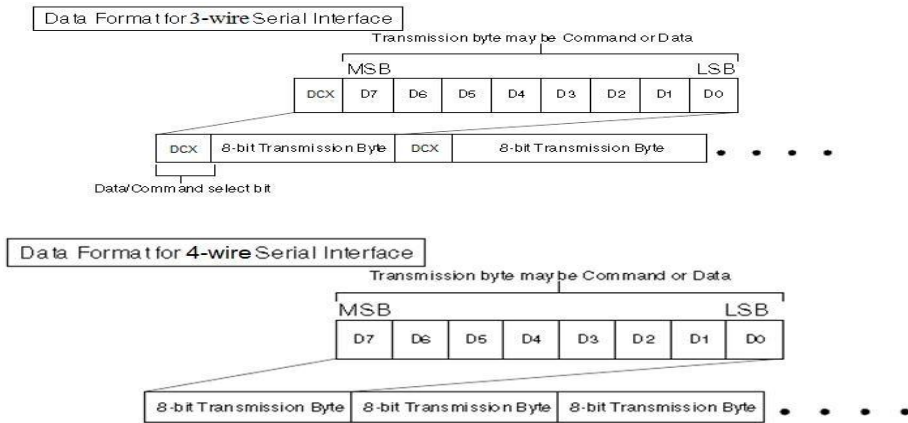 Data Format for 3-wire Serial Interface
Transmission byte may be Command or Data
MSB LSB
DCX D7 D6 D5 D4 D3 D2 D1 D0
DCX 8-bit Transmission Byte DCX 8-bit Transmission Byte
Data/Command select bit
Data Format for 4-wire Serial Interface
Transmission byte may be Command or Data
MSB LSB
D7 D6 D5 D4 D3 D2 D1 D0
8-bit Transmission Byte 8-bit Transmission Byte 8-bit Transmission Byte